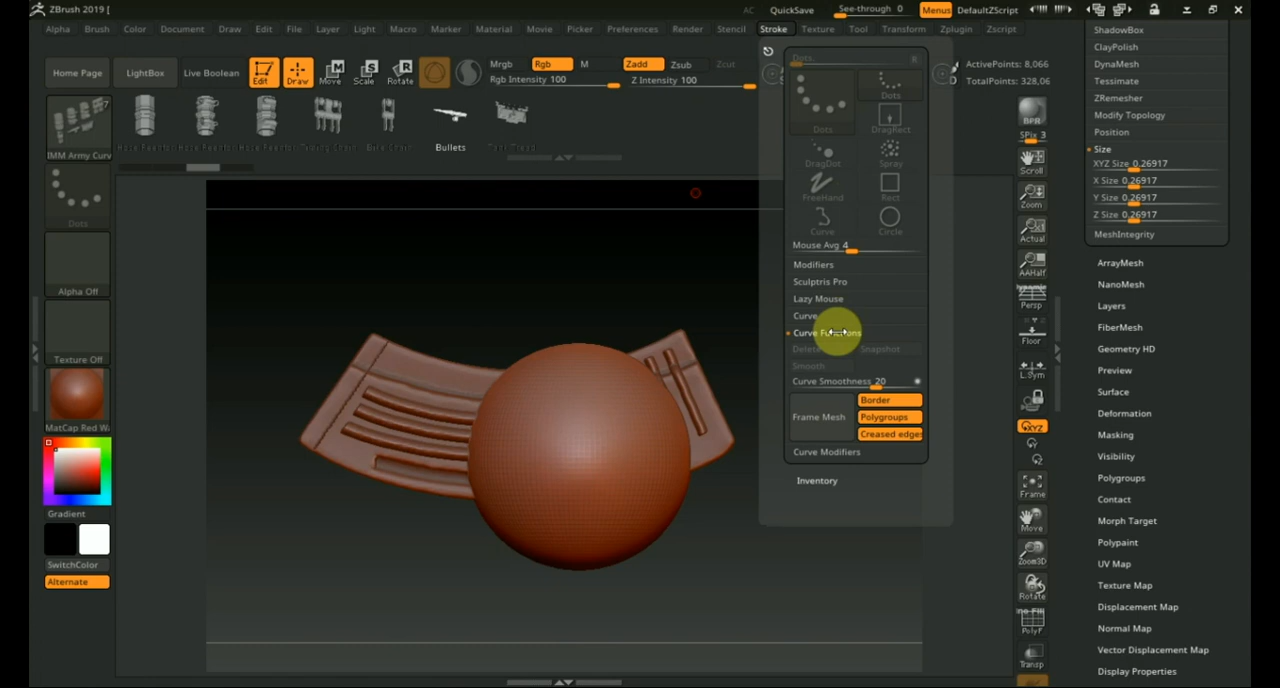 ZBrush 2019 [
AC
QuickSave
See-through 0
Menus
DefaultZScript
Alpha Brush Color Document Draw Edit File Layer Light Macro Marker Material Movie Picker Preferences Render Stencil Stroke Texture Tool Transform Zplugin Zscript
Home Page
LightBox
Live Boolean
Edit
Draw
Move
Scale
Rotate
Mrgb Rgb M
Rgb Intensity 100
Zadd Zsub Zcut
Z Intensity 100
ActivePoints: 8,066
TotalPoints: 328,06
7
IMM Army Curv
Bullets
Dots
Alpha Off
Texture Off
MatCap Red Wa
Gradient
SwitchColor
Alternate
Dots R
Dots
Dots
DragRect
DragDot
Spray
FreeHand
Rect
Curve
Circle
Mouse Avg 4
Modifiers
Sculptris Pro
Lazy Mouse
Curve
Curve Functions
Delete
Snapshot
Smooth
Curve Smoothness 20
Frame Mesh
Border
Polygroups
Creased edges
Curve Modifiers
Inventory
BPR
SPix 3
Scroll
Zoom
Actual
AAHalf
Dynamic
Persp
Floor
L.Sym
XYZ
Frame
Move
Zoom3D
Rotate
PolyF
Transp
ShadowBox
ClayPolish
DynaMesh
Tessimate
ZRemesher
Modify Topology
Position
Size
XYZ Size 0.26917
X Size 0.26917
Y Size 0.26917
Z Size 0.26917
MeshIntegrity
ArrayMesh
NanoMesh
Layers
FiberMesh
Geometry HD
Preview
Surface
Deformation
Masking
Visibility
Polygroups
Contact
Morph Target
Polypaint
UV Map
Texture Map
Displacement Map
Normal Map
Vector Displacement Map
Display Properties